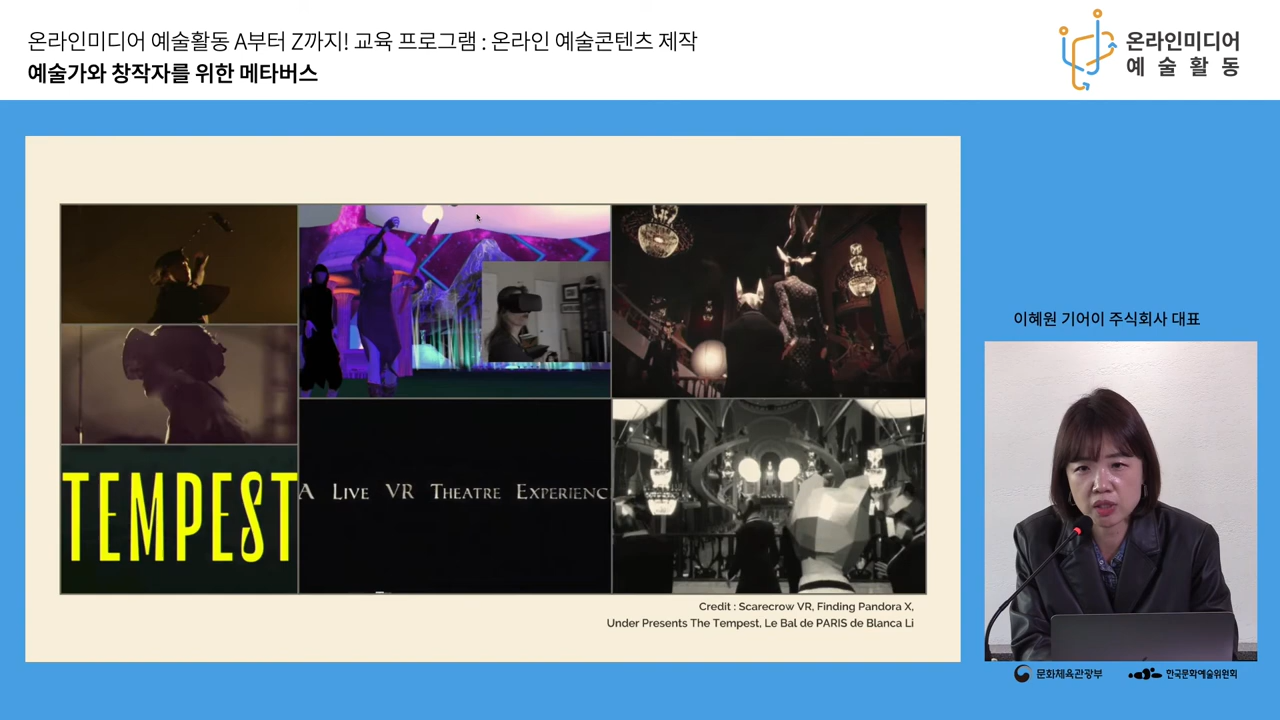 온라인미디어 예술활동 A부터 Z까지! 교육 프로그램 : 온라인 예술콘텐츠 제작
예술가와 창작자를 위한 메타버스
온라인미디어
예술활동
TEMPEST
A LIVE VR THEATRE EXPERIENC
Credit : Scarecrow VR, Finding Pandora X,
Under Presents The Tempest, Le Bal de PARIS de Blanca Li
이혜원 기어이 주식회사 대표
문화체육관광부
한국문화예술위원회